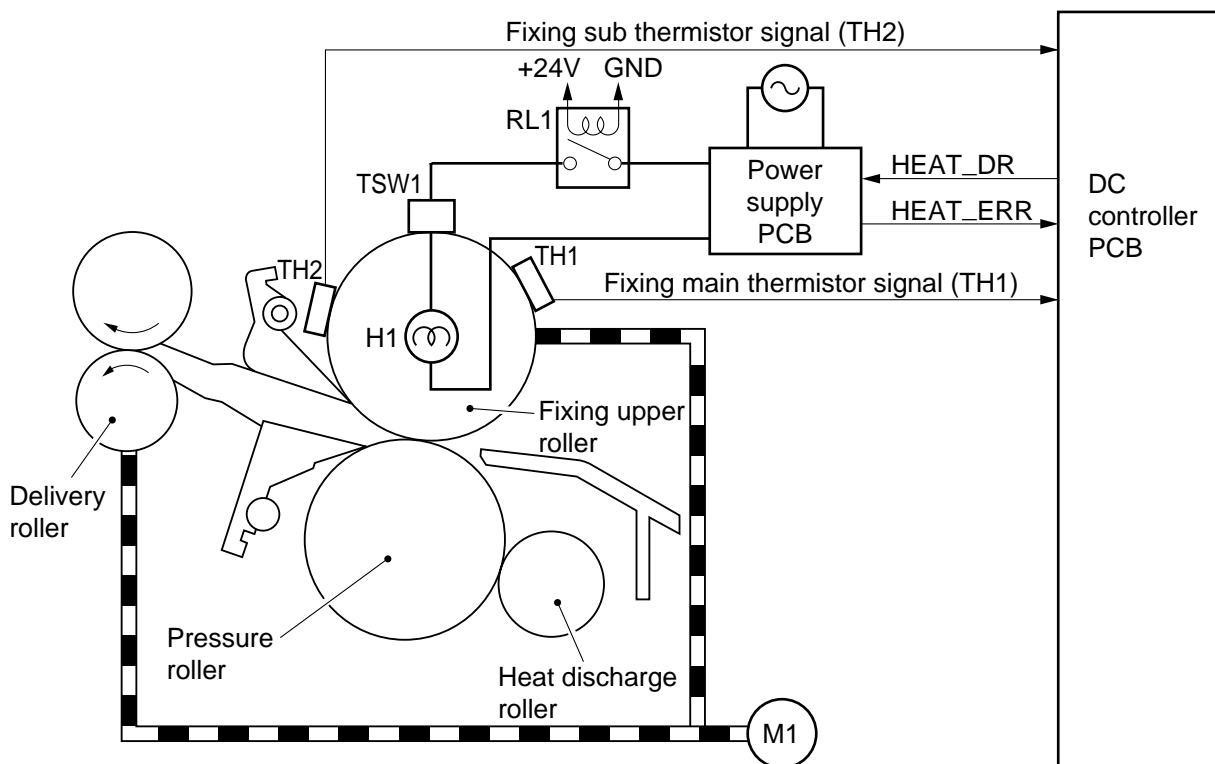 Fixing sub thermistor signal (TH2)
+24V GND
RL1
TSW1
Power
supply
PCB
HEAT_DR
HEAT_ERR
DC
controller
PCB
TH2
TH1
Fixing main thermistor signal (TH1)
H1
Fixing upper
roller
Delivery
roller
Pressure
roller
Heat discharge
roller
M1